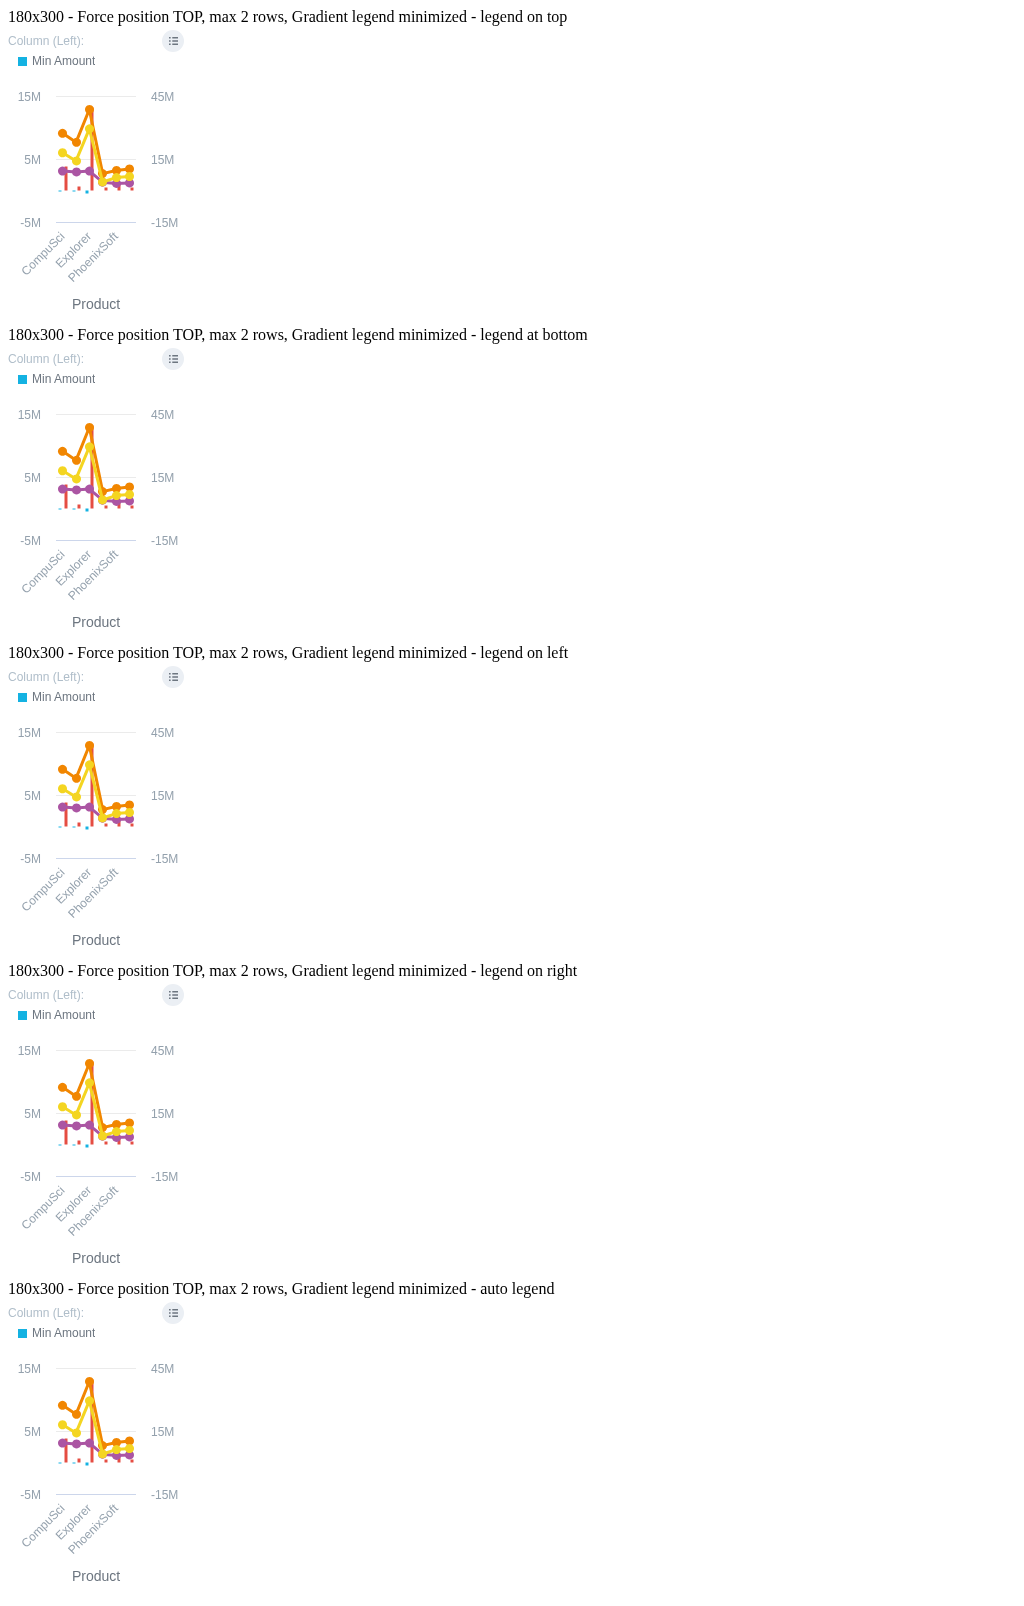 180x300 - Force position TOP, max 2 rows, Gradient legend minimized - legend on top
Column (Left):
Min Amount
15M 45M
5M 15M
-5M -15M
CompuSci Explorer PhoenixSoft
Product
180x300 - Force position TOP, max 2 rows, Gradient legend minimized - legend at bottom
Column (Left):
Min Amount
15M 45M
5M 15M
-5M -15M
CompuSci Explorer PhoenixSoft
Product
180x300 - Force position TOP, max 2 rows, Gradient legend minimized - legend on left
Column (Left):
Min Amount
15M 45M
5M 15M
-5M -15M
CompuSci Explorer PhoenixSoft
Product
180x300 - Force position TOP, max 2 rows, Gradient legend minimized - legend on right
Column (Left):
Min Amount
15M 45M
5M 15M
-5M -15M
CompuSci Explorer PhoenixSoft
Product
180x300 - Force position TOP, max 2 rows, Gradient legend minimized - auto legend
Column (Left):
Min Amount
15M 45M
5M 15M
-5M -15M
CompuSci Explorer PhoenixSoft
Product